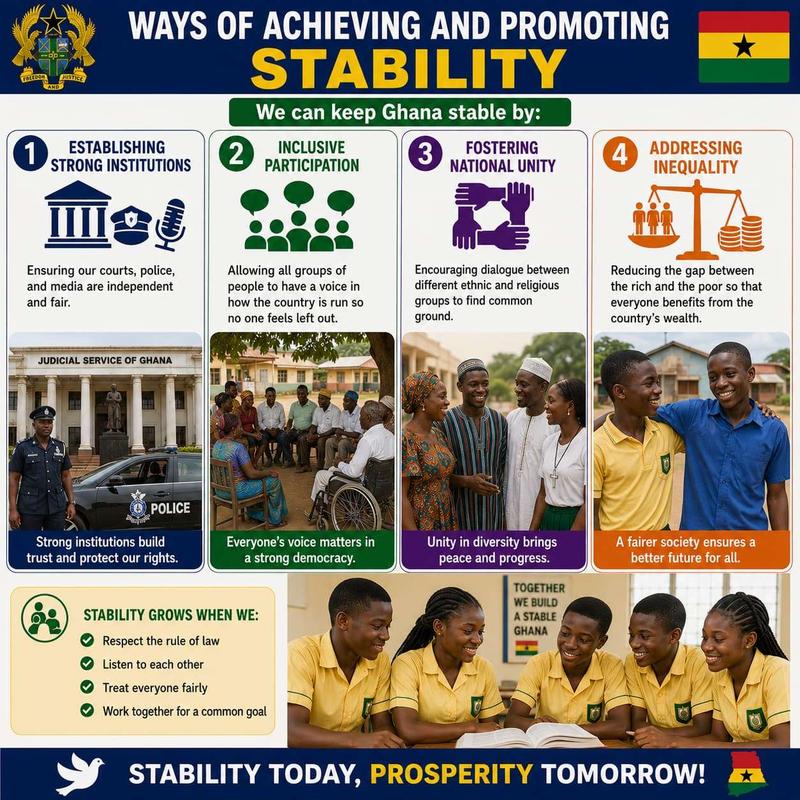 WAYS OF ACHIEVING AND PROMOTING
STABILITY
FREEDOM AND JUSTICE
We can keep Ghana stable by:
1
ESTABLISHING
STRONG INSTITUTIONS
Ensuring our courts, police,
and media are independent
and fair.
JUDICIAL SERVICE OF GHANA
POLICE
Strong institutions build
trust and protect our rights.
2
INCLUSIVE
PARTICIPATION
Allowing all groups of
people to have a voice in
how the country is run so
no one feels left out.
Everyone's voice matters in
a strong democracy.
3
FOSTERING
NATIONAL UNITY
Encouraging dialogue between
different ethnic and religious
groups to find common
ground.
Unity in diversity brings
peace and progress.
4
ADDRESSING
INEQUALITY
Reducing the gap between
the rich and the poor so that
everyone benefits from the
country's wealth.
A fairer society ensures a
better future for all.
STABILITY GROWS WHEN WE:
Respect the rule of law
Listen to each other
Treat everyone fairly
Work together for a common goal
TOGETHER
WE BUILD
A STABLE
GHANA
STABILITY TODAY, PROSPERITY TOMORROW!